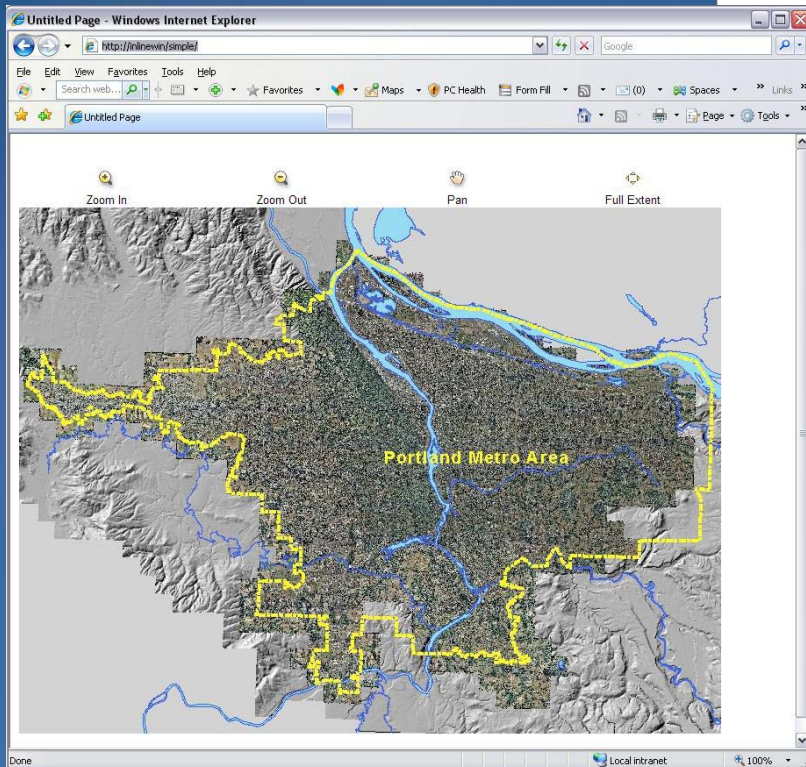 Untitled Page - Windows Internet Explorer
http://inlinewin/simple/
Google
File Edit View Favorites Tools Help
Search web... Favorites Maps PC Health Form Fill (0) Spaces » Links »
Untitled Page Page Tools »
Zoom In Zoom Out Pan Full Extent
Portland Metro Area
Done Local intranet 100%